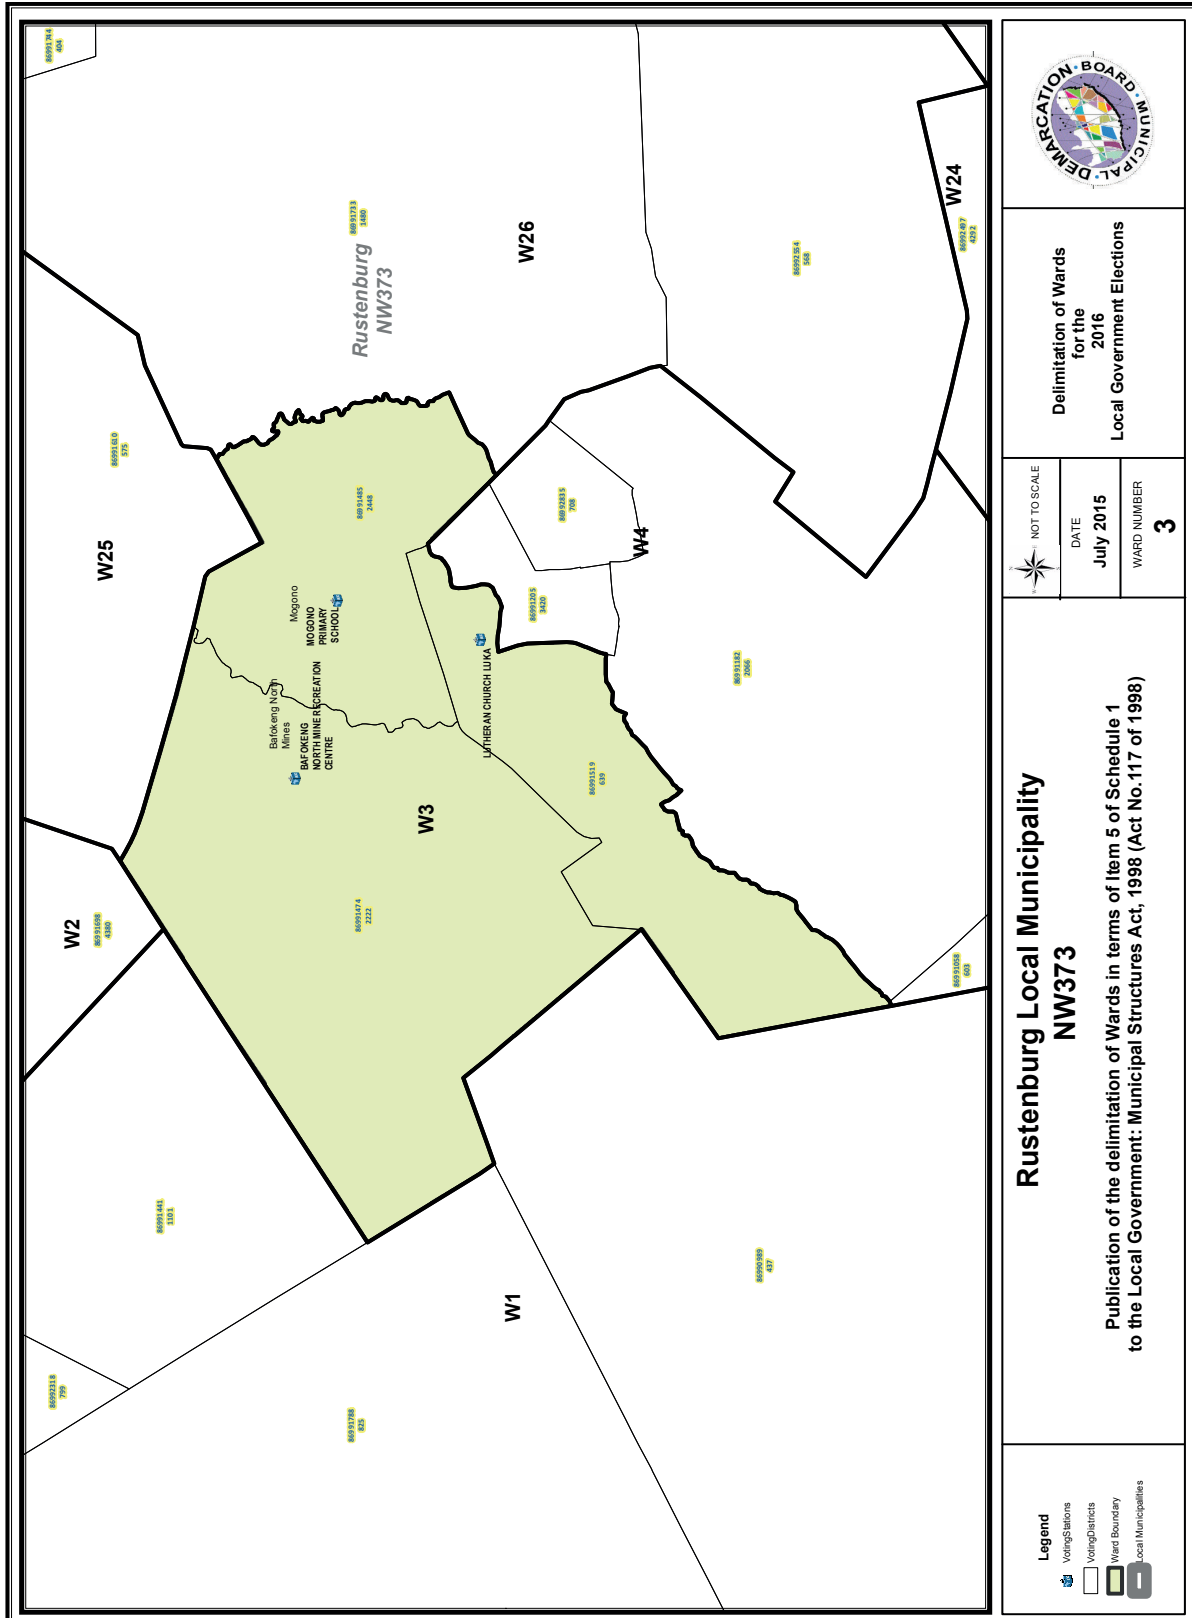 86991744
404
86991733
1480
Rustenburg
NW373
W26
86992554
568
W24
86992407
4292
86991610
575
W25
86991485
2448
Mogono
MOGONO
PRIMARY
SCHOOL
86992835
708
W4
86991205
3420
LUTHERAN CHURCH LUKA
86991182
2066
Bafokeng North
Mines
BAFOKENG
NORTH MINE RECREATION
CENTRE
86991519
639
W3
86991474
2222
W2
86991698
4380
86991058
603
86991441
1101
W1
86990989
437
86992318
799
86991788
825
Legend
VotingStations
VotingDistricts
Ward Boundary
Local Municipalities
Rustenburg Local Municipality
NW373
Publication of the delimitation of Wards in terms of Item 5 of Schedule 1
to the Local Government: Municipal Structures Act, 1998 (Act No.117 of 1998)
N
W
E
S
NOT TO SCALE
DATE
July 2015
WARD NUMBER
3
Delimitation of Wards
for the
2016
Local Government Elections
MUNICIPAL • DEMARCATION • BOARD •